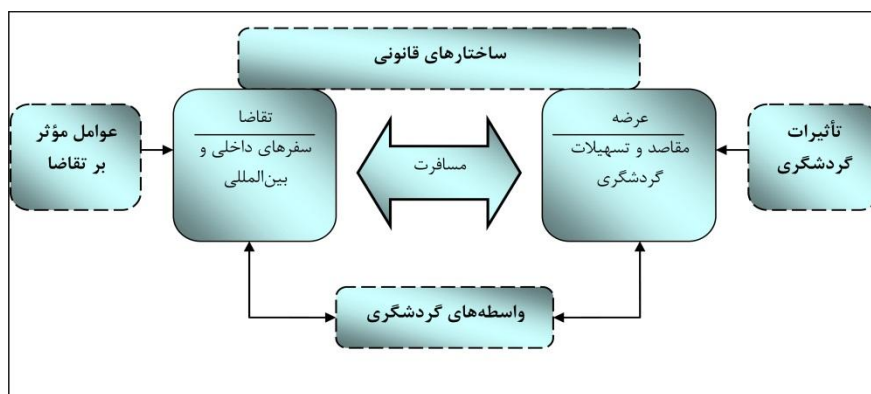 ساختارهای قانونی
تأثیرات
گردشگری
عرضه
مقاصد و تسهیلات
گردشگری
مسافرت
تقاضا
سفرهای داخلی و
بین‌المللی
عوامل مؤثر
بر تقاضا
واسطه‌های گردشگری